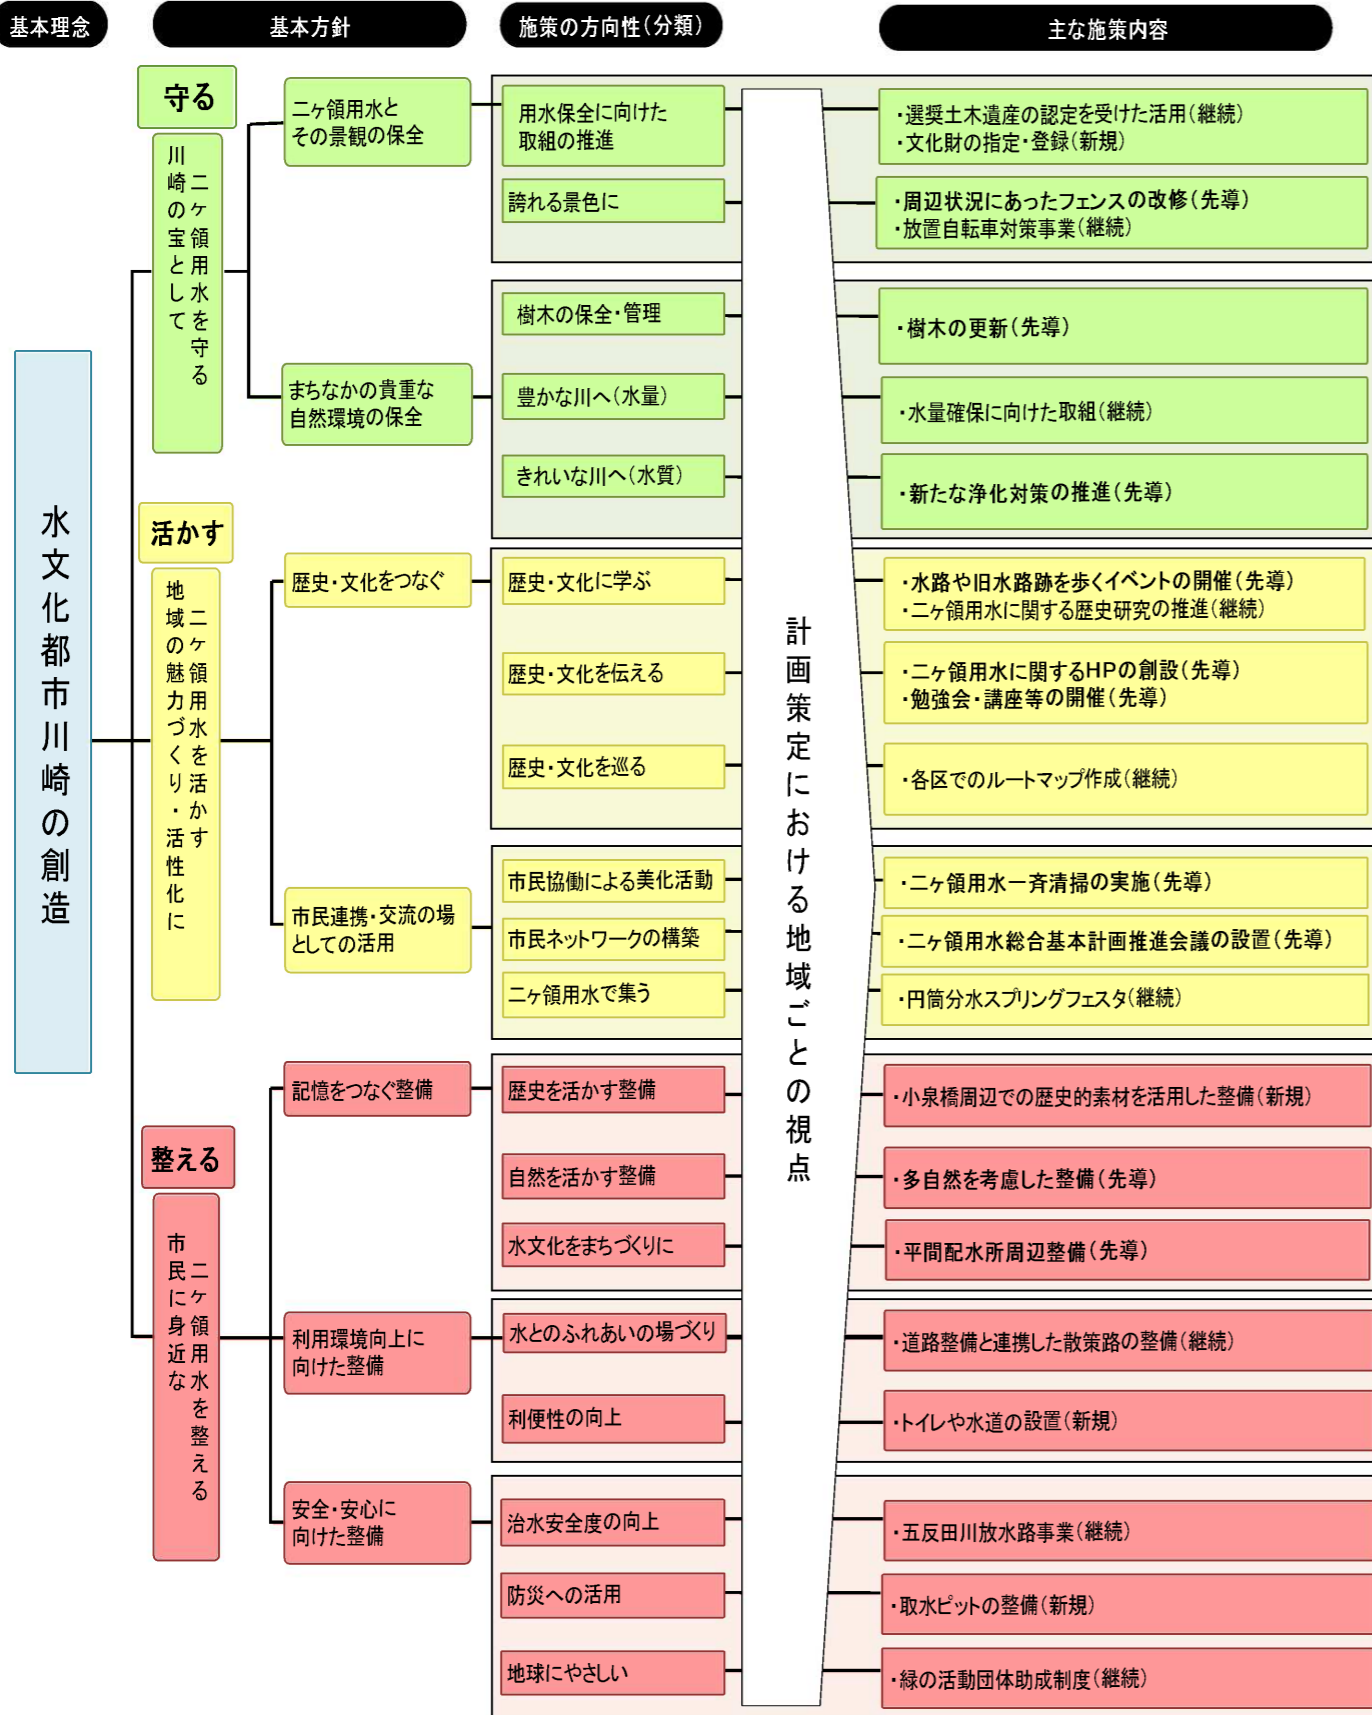 基本理念
基本方針
施策の方向性(分類)
主な施策内容
水文化都市川崎の創造
守る
二ヶ領用水を守る
川崎の宝として
二ヶ領用水と
その景観の保全
用水保全に向けた
取組の推進
・選奨土木遺産の認定を受けた活用(継続)
・文化財の指定・登録(新規)
誇れる景色に
・周辺状況にあったフェンスの改修(先導)
・放置自転車対策事業(継続)
まちなかの貴重な
自然環境の保全
樹木の保全・管理
・樹木の更新(先導)
豊かな川へ(水量)
・水量確保に向けた取組(継続)
きれいな川へ(水質)
・新たな浄化対策の推進(先導)
活かす
二ヶ領用水を活かす
地域の魅力づくり・活性化に
歴史・文化をつなぐ
歴史・文化に学ぶ
・水路や旧水路跡を歩くイベントの開催(先導)
・二ヶ領用水に関する歴史研究の推進(継続)
歴史・文化を伝える
・二ヶ領用水に関するHPの創設(先導)
・勉強会・講座等の開催(先導)
歴史・文化を巡る
・各区でのルートマップ作成(継続)
市民連携・交流の場
としての活用
市民協働による美化活動
・二ヶ領用水一斉清掃の実施(先導)
市民ネットワークの構築
・二ヶ領用水総合基本計画推進会議の設置(先導)
二ヶ領用水で集う
・円筒分水スプリングフェスタ(継続)
計画策定における地域ごとの視点
整える
二ヶ領用水を整える
市民に身近な
記憶をつなぐ整備
歴史を活かす整備
・小泉橋周辺での歴史的素材を活用した整備(新規)
自然を活かす整備
・多自然を考慮した整備(先導)
水文化をまちづくりに
・平間配水所周辺整備(先導)
利用環境向上に
向けた整備
水とのふれあいの場づくり
・道路整備と連携した散策路の整備(継続)
利便性の向上
・トイレや水道の設置(新規)
安全・安心に
向けた整備
治水安全度の向上
・五反田川放水路事業(継続)
防災への活用
・取水ピットの整備(新規)
地球にやさしい
・緑の活動団体助成制度(継続)